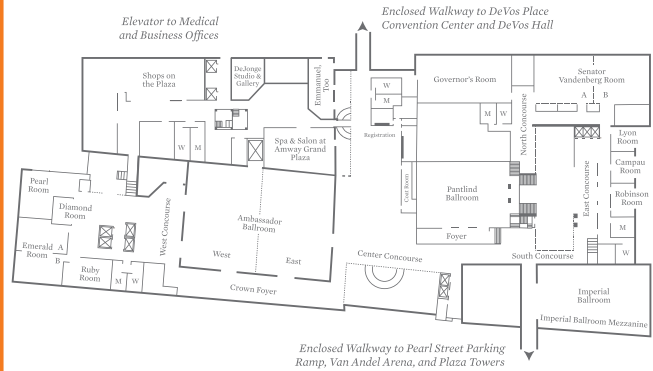 Enclosed Walkway to DeVos Place
Convention Center and DeVos Hall
Elevator to Medical
and Business Offices
Shops on
the Plaza
DeJonge
Studio &
Gallery
Emmanuel,
Too
W
M
Registration
Governor's Room
Senator
Vandenberg Room
A B
M W
North Concourse
Lyon
Room
Campau
Room
Robinson
Room
East Concourse
M
W
W M
Spa & Salon at
Amway Grand
Plaza
Coat Room
Pantlind
Ballroom
Foyer
South Concourse
Pearl
Room
Diamond
Room
Emerald
Room
A
B
Ruby
Room
M W
West Concourse
Ambassador
Ballroom
West
East
Crown Foyer
Center Concourse
Imperial
Ballroom
Imperial Ballroom Mezzanine
Enclosed Walkway to Pearl Street Parking
Ramp, Van Andel Arena, and Plaza Towers